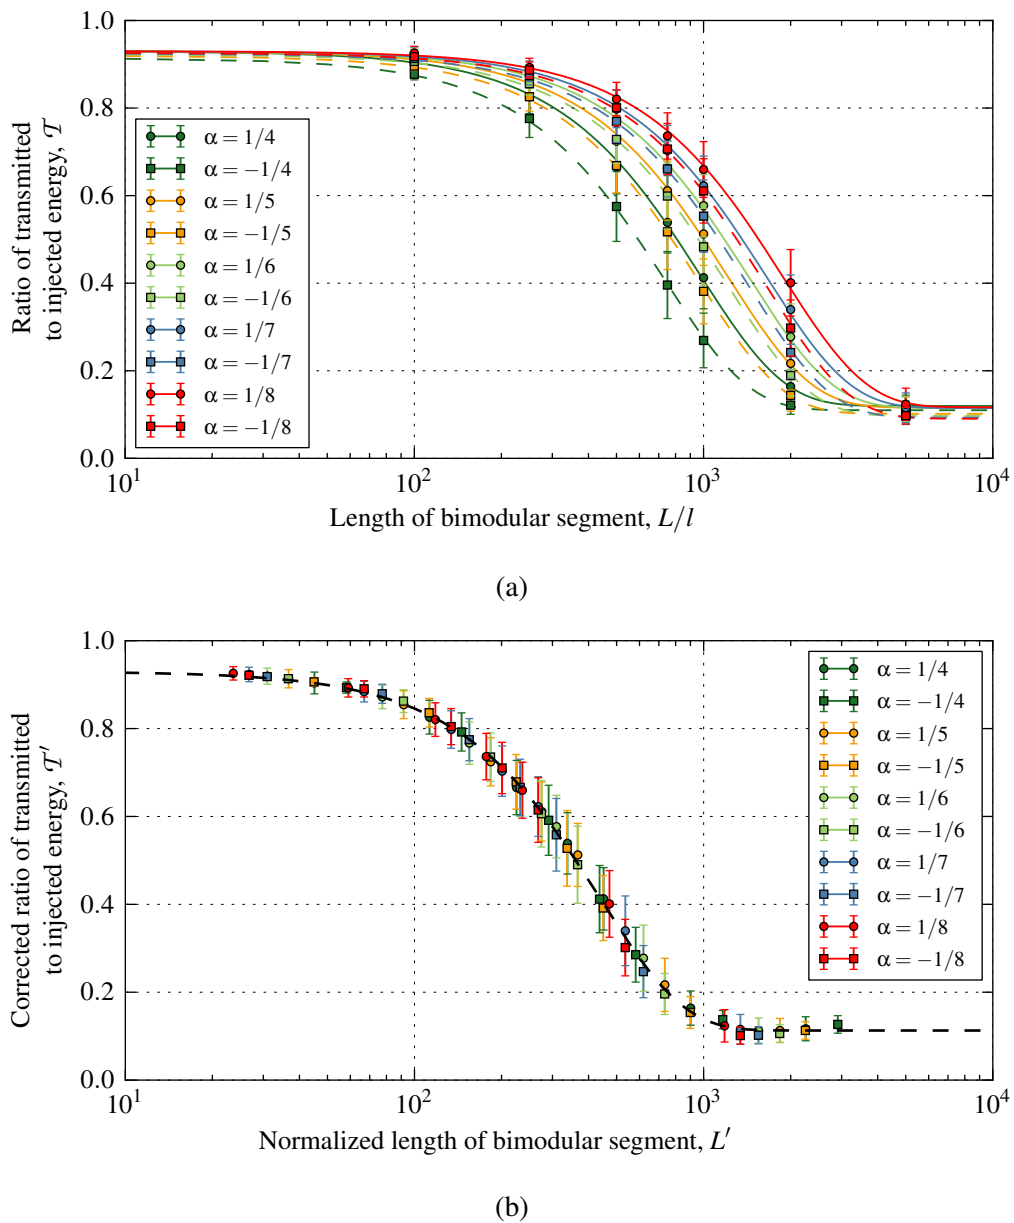 1.0
0.8
0.6
0.4
0.2
0.0
Ratio of transmitted
to injected energy, 𝒯
α = 1/4
α = −1/4
α = 1/5
α = −1/5
α = 1/6
α = −1/6
α = 1/7
α = −1/7
α = 1/8
α = −1/8
10¹ 10² 10³ 10⁴
Length of bimodular segment, L/l
(a)
1.0
0.8
0.6
0.4
0.2
0.0
Corrected ratio of transmitted
to injected energy, 𝒯′
α = 1/4
α = −1/4
α = 1/5
α = −1/5
α = 1/6
α = −1/6
α = 1/7
α = −1/7
α = 1/8
α = −1/8
10¹ 10² 10³ 10⁴
Normalized length of bimodular segment, L′
(b)